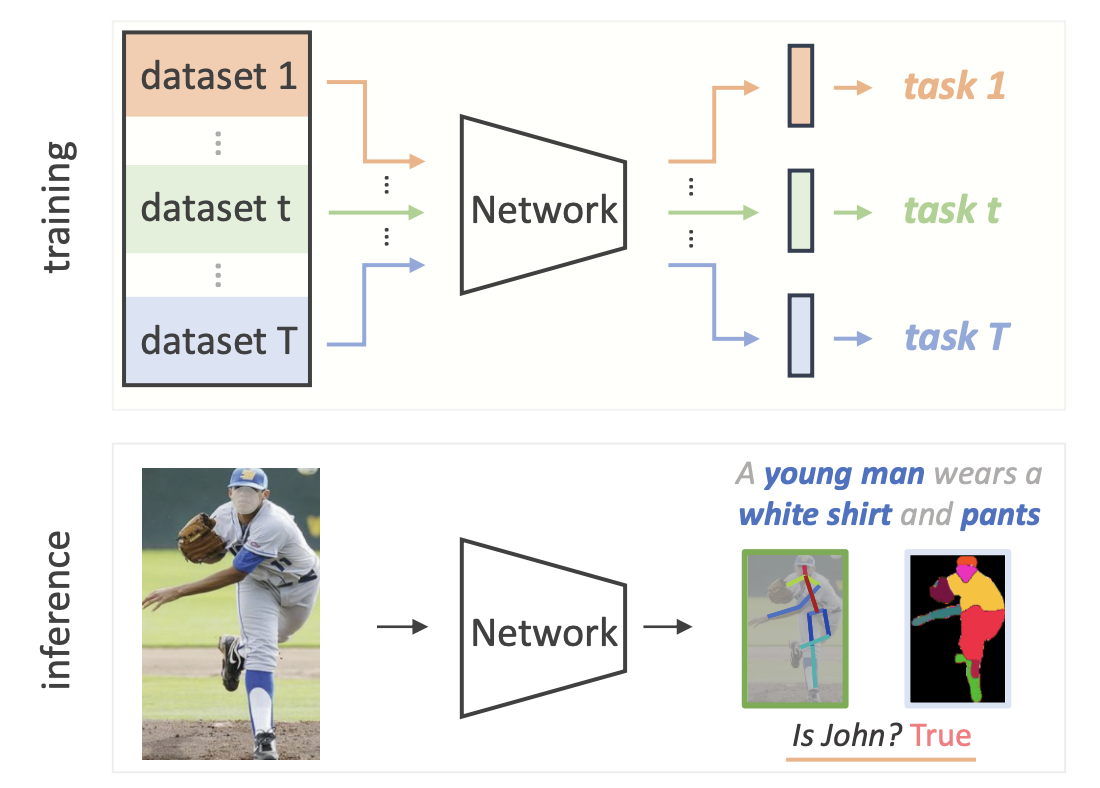 training
dataset 1
dataset t
dataset T
Network
task 1
task t
task T
inference
Network
A young man wears a
white shirt and pants
Is John? True